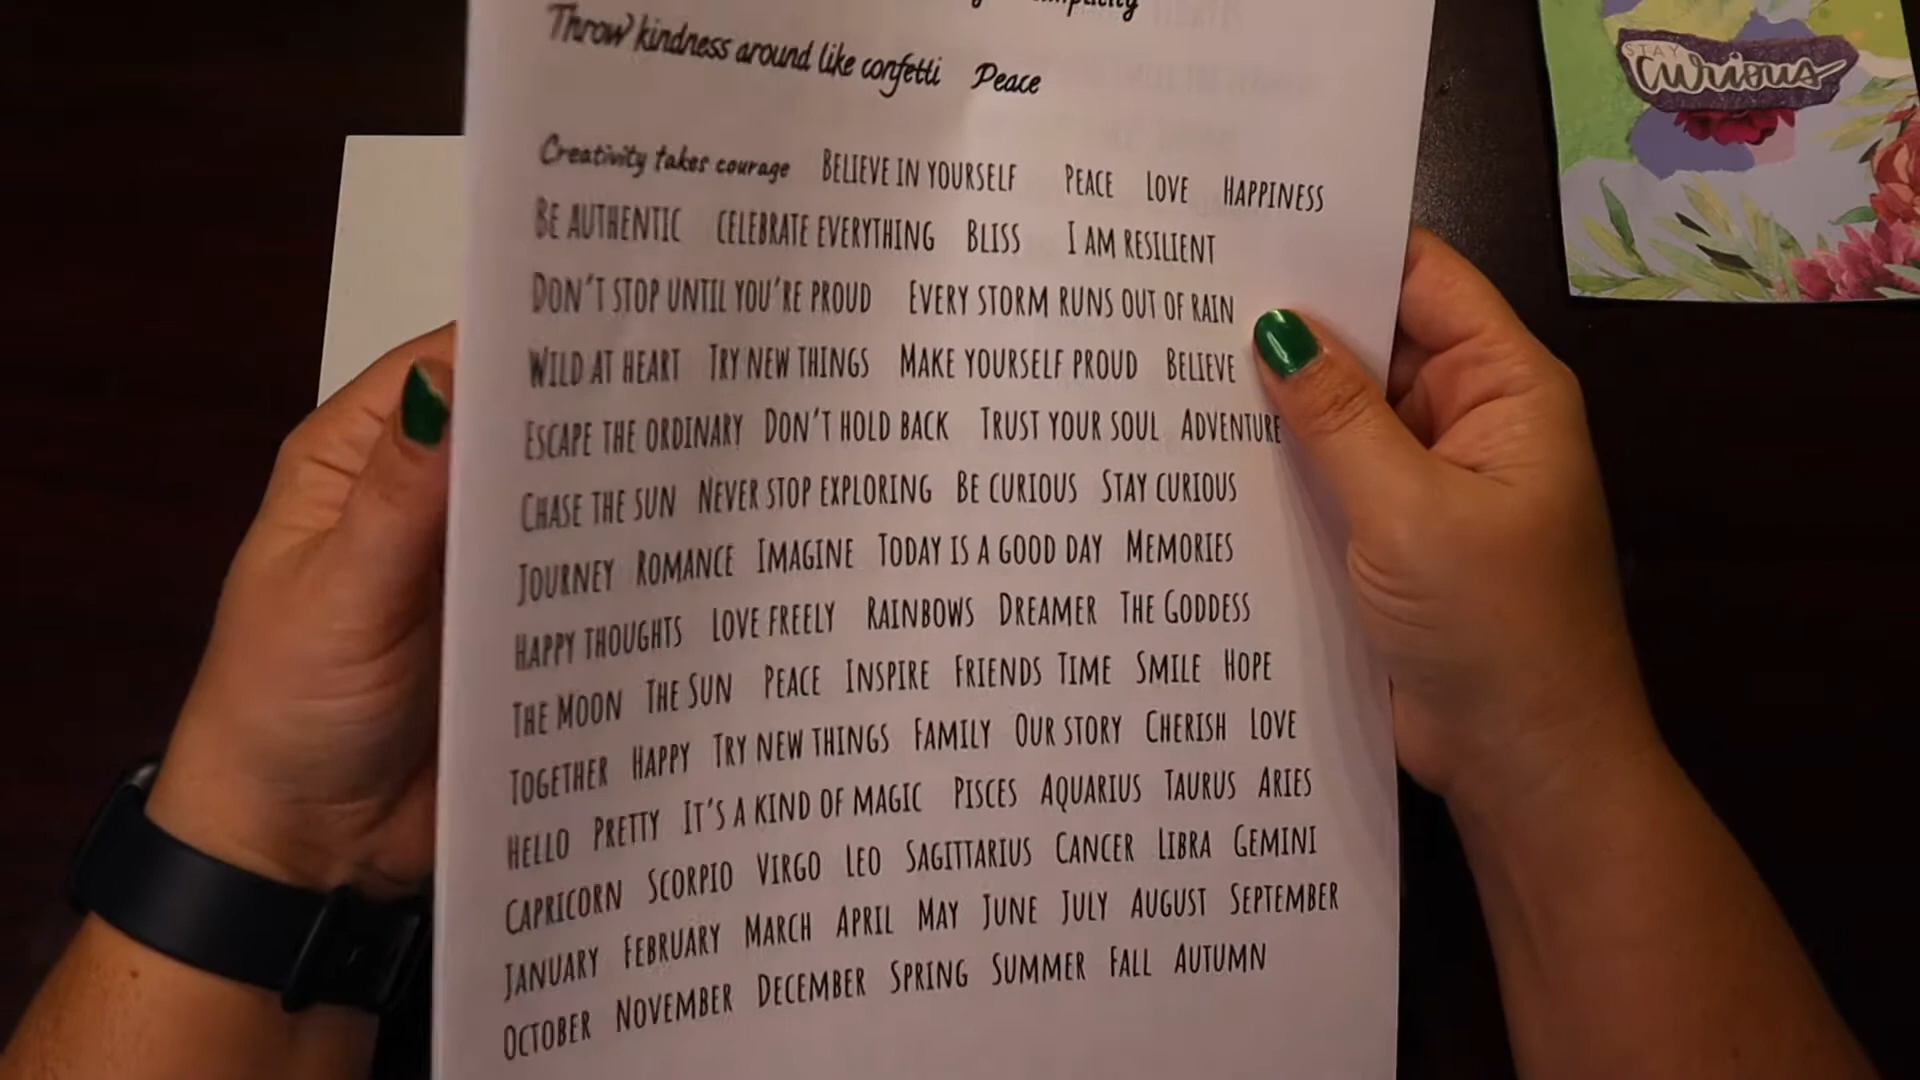 Throw kindness around like confetti Peace
Creativity takes courage BELIEVE IN YOURSELF PEACE LOVE HAPPINESS
BE AUTHENTIC CELEBRATE EVERYTHING BLISS I AM RESILIENT
DON'T STOP UNTIL YOU'RE PROUD EVERY STORM RUNS OUT OF RAIN
WILD AT HEART TRY NEW THINGS MAKE YOURSELF PROUD BELIEVE
ESCAPE THE ORDINARY DON'T HOLD BACK TRUST YOUR SOUL ADVENTURE
CHASE THE SUN NEVER STOP EXPLORING BE CURIOUS STAY CURIOUS
JOURNEY ROMANCE IMAGINE TODAY IS A GOOD DAY MEMORIES
HAPPY THOUGHTS LOVE FREELY RAINBOWS DREAMER THE GODDESS
THE MOON THE SUN PEACE INSPIRE FRIENDS TIME SMILE HOPE
TOGETHER HAPPY TRY NEW THINGS FAMILY OUR STORY CHERISH LOVE
HELLO PRETTY IT'S A KIND OF MAGIC PISCES AQUARIUS TAURUS ARIES
CAPRICORN SCORPIO VIRGO LEO SAGITTARIUS CANCER LIBRA GEMINI
JANUARY FEBRUARY MARCH APRIL MAY JUNE JULY AUGUST SEPTEMBER
OCTOBER NOVEMBER DECEMBER SPRING SUMMER FALL AUTUMN
STAY
curious